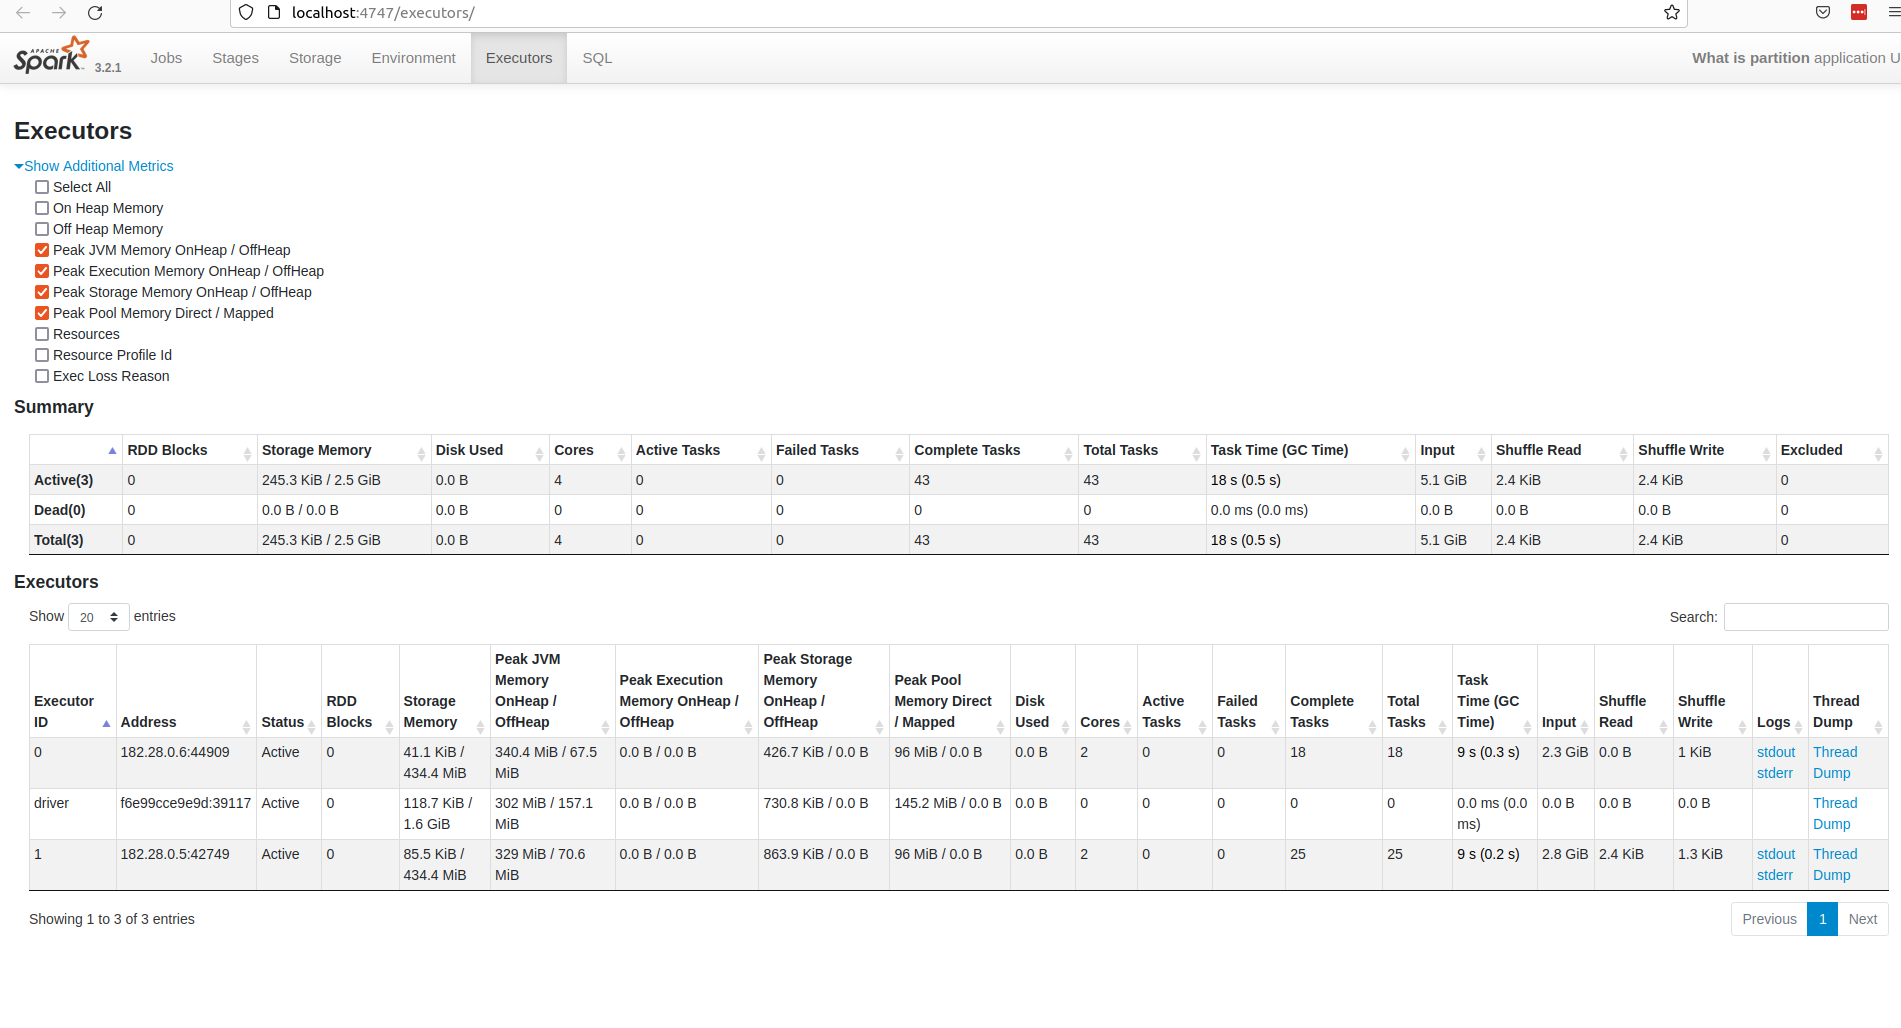 localhost:4747/executors/
APACHE
Spark 3.2.1 Jobs Stages Storage Environment Executors SQL What is partition application U
Executors
Show Additional Metrics
Select All
On Heap Memory
Off Heap Memory
Peak JVM Memory OnHeap / OffHeap
Peak Execution Memory OnHeap / OffHeap
Peak Storage Memory OnHeap / OffHeap
Peak Pool Memory Direct / Mapped
Resources
Resource Profile Id
Exec Loss Reason
Summary
RDD Blocks Storage Memory Disk Used Cores Active Tasks Failed Tasks Complete Tasks Total Tasks Task Time (GC Time) Input Shuffle Read Shuffle Write Excluded
Active(3) 0 245.3 KiB / 2.5 GiB 0.0 B 4 0 0 43 43 18 s (0.5 s) 5.1 GiB 2.4 KiB 2.4 KiB 0
Dead(0) 0 0.0 B / 0.0 B 0.0 B 0 0 0 0 0 0.0 ms (0.0 ms) 0.0 B 0.0 B 0.0 B 0
Total(3) 0 245.3 KiB / 2.5 GiB 0.0 B 4 0 0 43 43 18 s (0.5 s) 5.1 GiB 2.4 KiB 2.4 KiB 0
Executors
Show 20 entries Search:
Peak JVM Peak Storage
Memory Peak Execution Memory Peak Pool Task
Executor RDD Storage OnHeap / Memory OnHeap / OnHeap / Memory Direct Disk Active Failed Complete Total Time (GC Shuffle Shuffle Thread
ID Address Status Blocks Memory OffHeap OffHeap OffHeap / Mapped Used Cores Tasks Tasks Tasks Tasks Time) Input Read Write Logs Dump
0 182.28.0.6:44909 Active 0 41.1 KiB / 340.4 MiB / 67.5 0.0 B / 0.0 B 426.7 KiB / 0.0 B 96 MiB / 0.0 B 0.0 B 2 0 0 18 18 9 s (0.3 s) 2.3 GiB 0.0 B 1 KiB stdout Thread
434.4 MiB MiB stderr Dump
driver f6e99cce9e9d:39117 Active 0 118.7 KiB / 302 MiB / 157.1 0.0 B / 0.0 B 730.8 KiB / 0.0 B 145.2 MiB / 0.0 B 0.0 B 0 0 0 0 0 0.0 ms (0.0 0.0 B 0.0 B 0.0 B Thread
1.6 GiB MiB ms) Dump
1 182.28.0.5:42749 Active 0 85.5 KiB / 329 MiB / 70.6 0.0 B / 0.0 B 863.9 KiB / 0.0 B 96 MiB / 0.0 B 0.0 B 2 0 0 25 25 9 s (0.2 s) 2.8 GiB 2.4 KiB 1.3 KiB stdout Thread
434.4 MiB MiB stderr Dump
Showing 1 to 3 of 3 entries Previous 1 Next